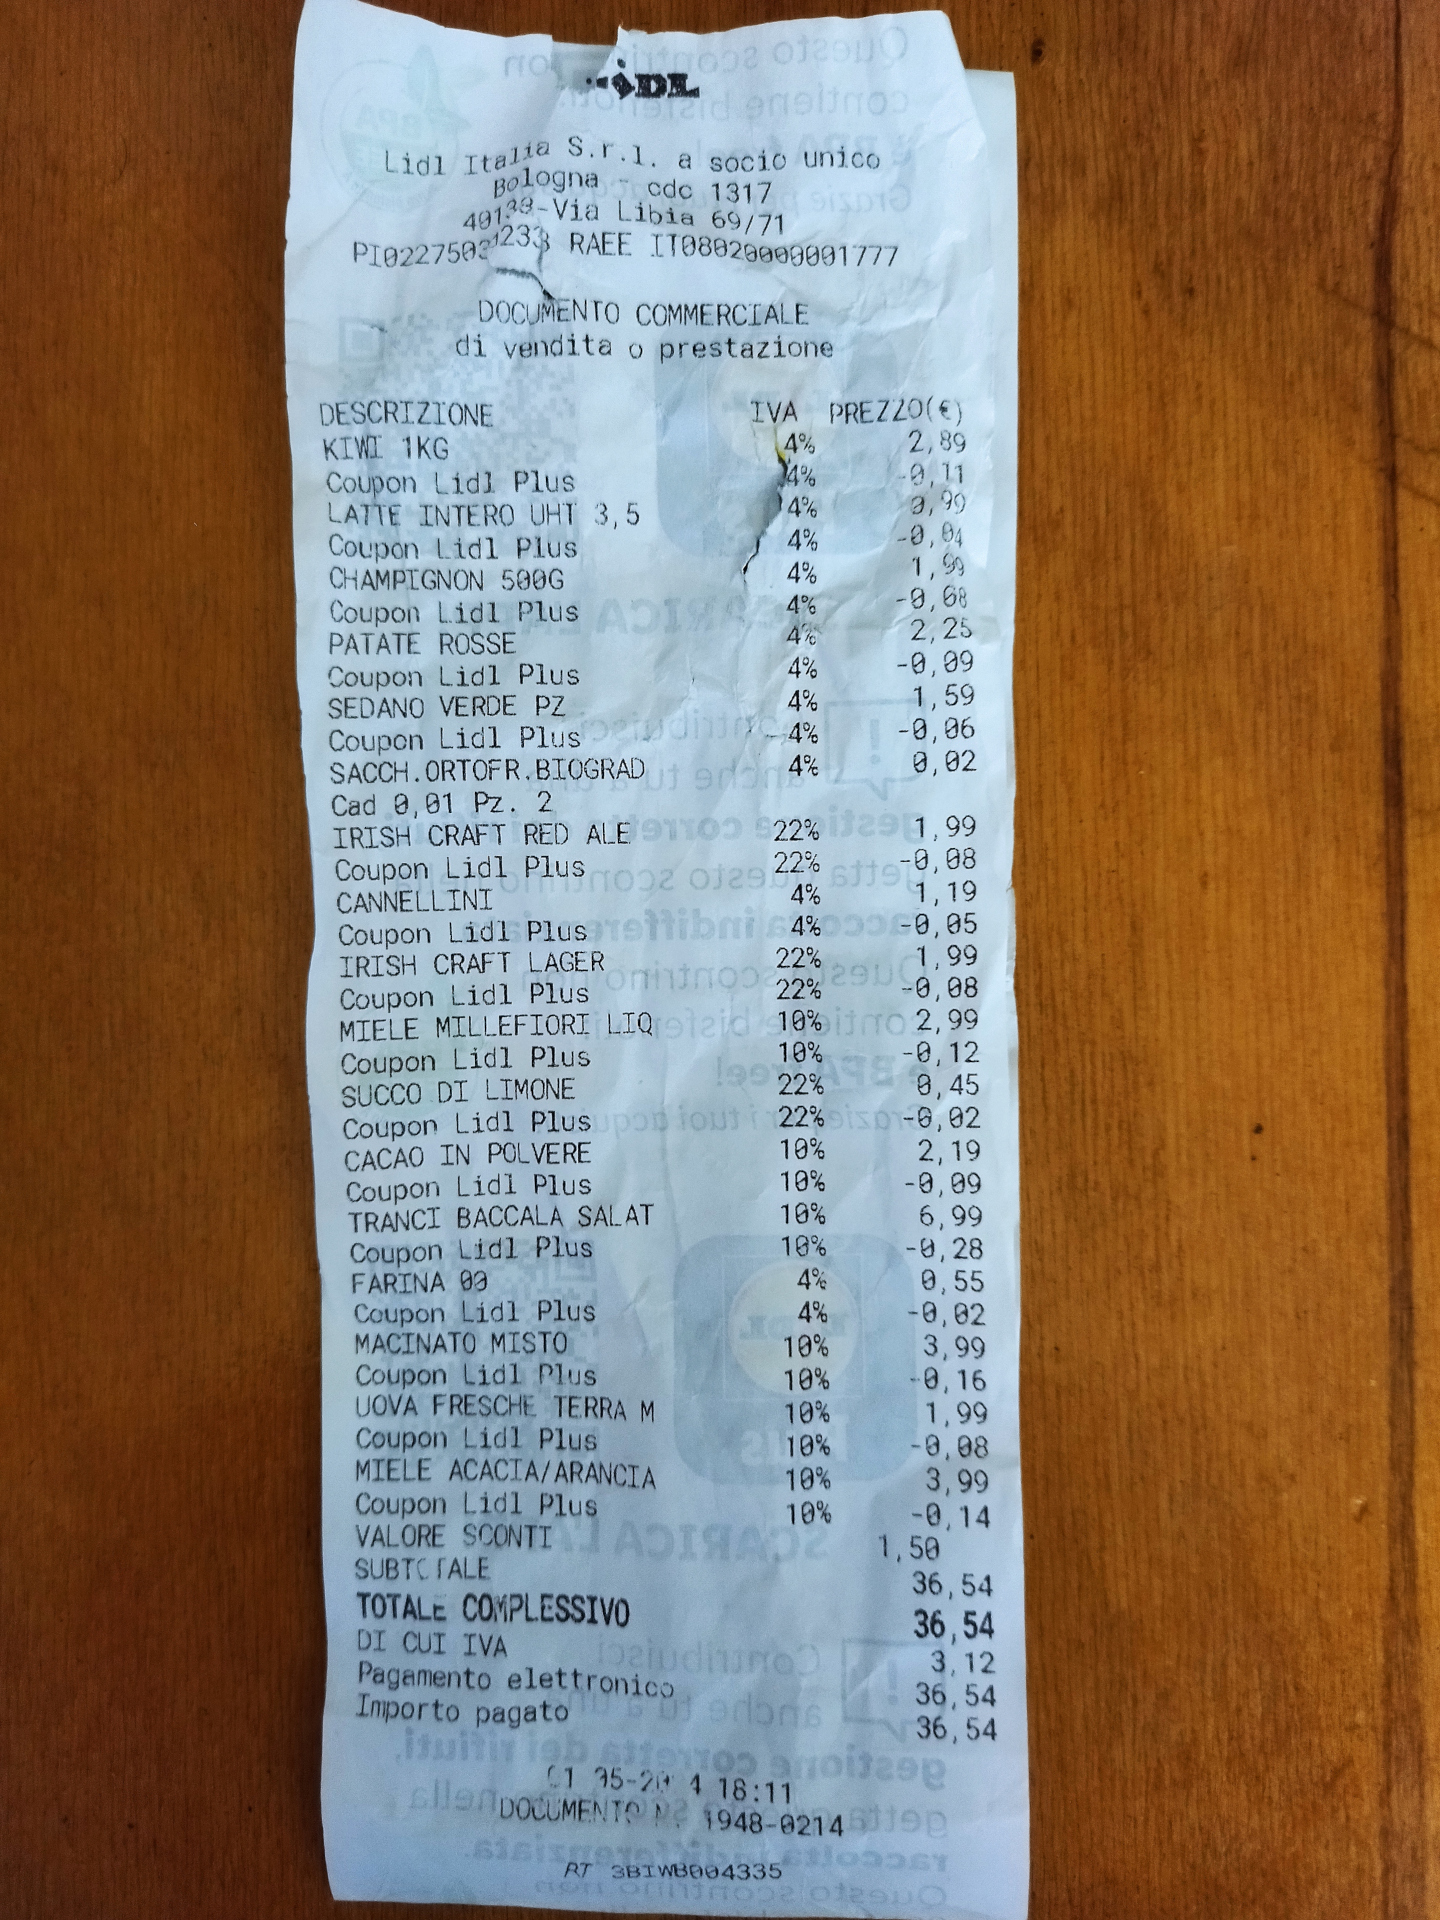 LIDL
Lidl Italia S.r.l. a socio unico
Bologna - cdc 1317
40138-Via Libia 69/71
RAEE IT08020000001777
DOCUMENTO COMMERCIALE
di vendita o prestazione
DESCRIZIONE IVA PREZZO(€)
KIWI 1KG 4% 2,89
Coupon Lidl Plus 4% -0,11
LATTE INTERO UHT 3,5 4% 0,99
Coupon Lidl Plus 4% -0,04
CHAMPIGNON 500G 4% 1,99
Coupon Lidl Plus 4% -0,08
PATATE ROSSE 4% 2,25
Coupon Lidl Plus 4% -0,09
SEDANO VERDE PZ 4% 1,59
Coupon Lidl Plus 4% -0,06
SACCH.ORTOFR.BIOGRAD 4% 0,02
Cad 0,01 Pz. 2
IRISH CRAFT RED ALE 22% 1,99
Coupon Lidl Plus 22% -0,08
CANNELLINI 4% 1,19
Coupon Lidl Plus 4% -0,05
IRISH CRAFT LAGER 22% 1,99
Coupon Lidl Plus 22% -0,08
MIELE MILLEFIORI LIQ 10% 2,99
Coupon Lidl Plus 10% -0,12
SUCCO DI LIMONE 22% 0,45
Coupon Lidl Plus 22% -0,02
CACAO IN POLVERE 10% 2,19
Coupon Lidl Plus 10% -0,09
TRANCI BACCALA SALAT 10% 6,99
Coupon Lidl Plus 10% -0,28
FARINA 00 4% 0,55
Coupon Lidl Plus 4% -0,02
MACINATO MISTO 10% 3,99
Coupon Lidl Plus 10% -0,16
UOVA FRESCHE TERRA M 10% 1,99
Coupon Lidl Plus 10% -0,08
MIELE ACACIA/ARANCIA 10% 3,99
Coupon Lidl Plus 10% -0,14
VALORE SCONTI 1,50
SUBTOTALE 36,54
TOTALE COMPLESSIVO 36,54
DI CUI IVA 3,12
Pagamento elettronico 36,54
Importo pagato 36,54
18:11
DOCUMENTO N. 1948-0214
RT 3BIWB004335